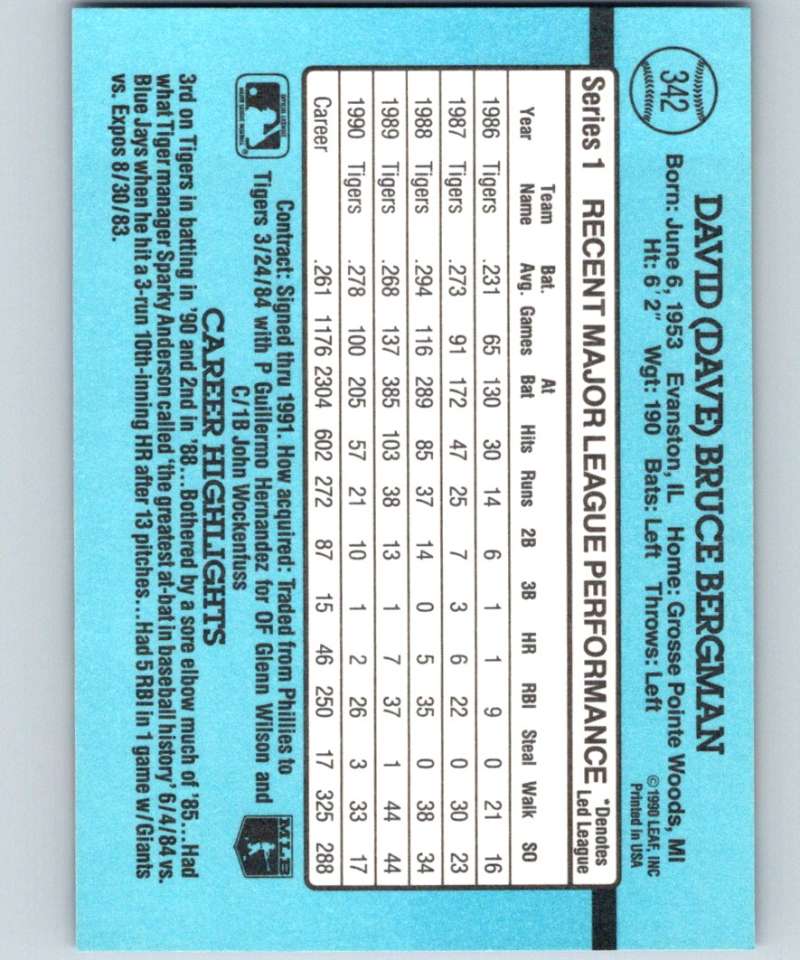 342
DAVID (DAVE) BRUCE BERGMAN
Born: June 6, 1953 Evanston, IL Home: Grosse Pointe Woods, MI
Ht: 6' 2" Wgt: 190 Bats: Left Throws: Left
© 1990 LEAF, INC
Printed in USA
Series 1 RECENT MAJOR LEAGUE PERFORMANCE *Denotes Led League
Year Team Name Bat. Avg. Games At Bat Hits Runs 2B 3B HR RBI Steal Walk SO
1986 Tigers .231 65 130 30 14 6 1 1 9 0 21 16
1987 Tigers .273 91 172 47 25 7 3 6 22 0 30 23
1988 Tigers .294 116 289 85 37 14 0 5 35 0 38 34
1989 Tigers .268 137 385 103 38 13 1 7 37 1 44 44
1990 Tigers .278 100 205 57 21 10 1 2 26 3 33 17
Career .261 1176 2304 602 272 87 15 46 250 17 325 288
Contract: Signed thru 1991. How acquired: Traded from Phillies to
Tigers 3/24/84 with P Guillermo Hernandez for OF Glenn Wilson and
C/1B John Wockenfuss
MLB
CAREER HIGHLIGHTS
3rd on Tigers in batting in '90 and 2nd in '88...Bothered by a sore elbow much of '85...Had
what Tiger manager Sparky Anderson called 'the greatest at-bat in baseball history' 6/4/84 vs.
Blue Jays when he hit a 3-run 10th-inning HR after 13 pitches...Had 5 RBI in 1 game w/Giants
vs. Expos 8/30/83.